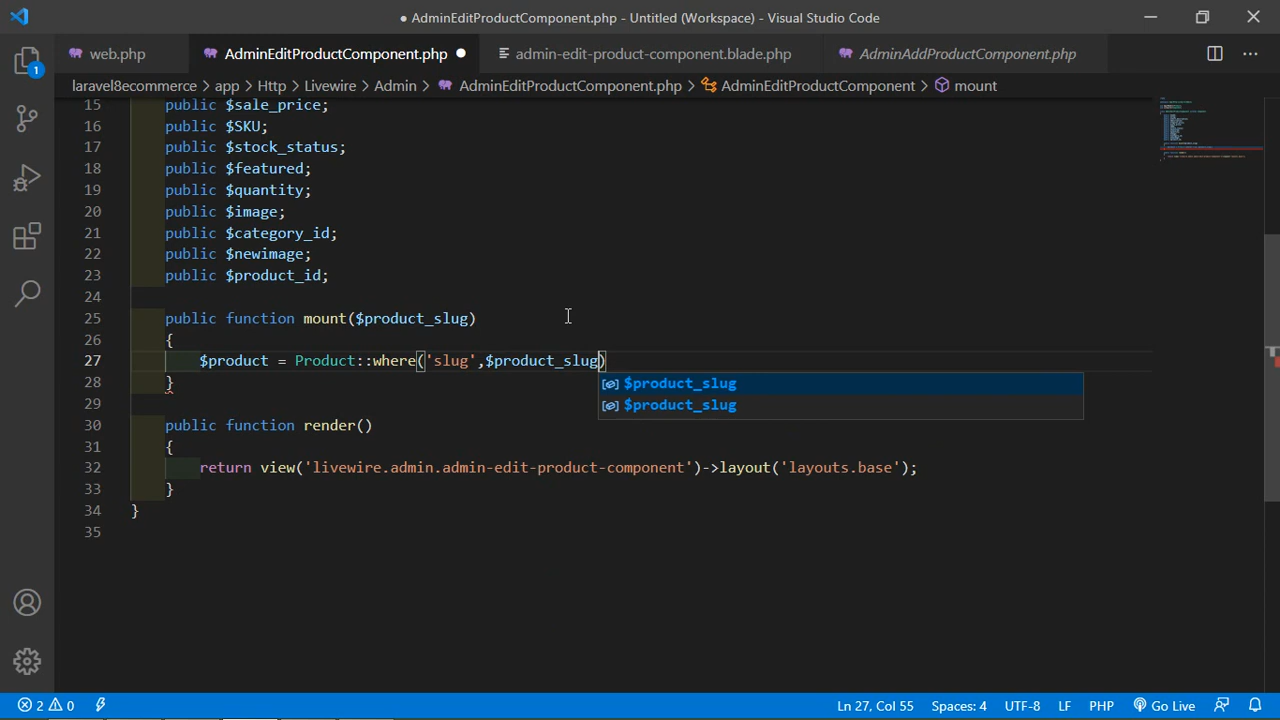 ● AdminEditProductComponent.php - Untitled (Workspace) - Visual Studio Code
web.php
AdminEditProductComponent.php ●
admin-edit-product-component.blade.php
AdminAddProductComponent.php
laravel8ecommerce > app > Http > Livewire > Admin > AdminEditProductComponent.php > AdminEditProductComponent > mount
1
15 public $sale_price;
16 public $SKU;
17 public $stock_status;
18 public $featured;
19 public $quantity;
20 public $image;
21 public $category_id;
22 public $newimage;
23 public $product_id;
24
25 public function mount($product_slug)
26 {
27 $product = Product::where('slug',$product_slug)
28 }
$product_slug
$product_slug
29
30 public function render()
31 {
32 return view('livewire.admin.admin-edit-product-component')->layout('layouts.base');
33 }
34 }
35
2 0
Ln 27, Col 55
Spaces: 4
UTF-8
LF
PHP
Go Live